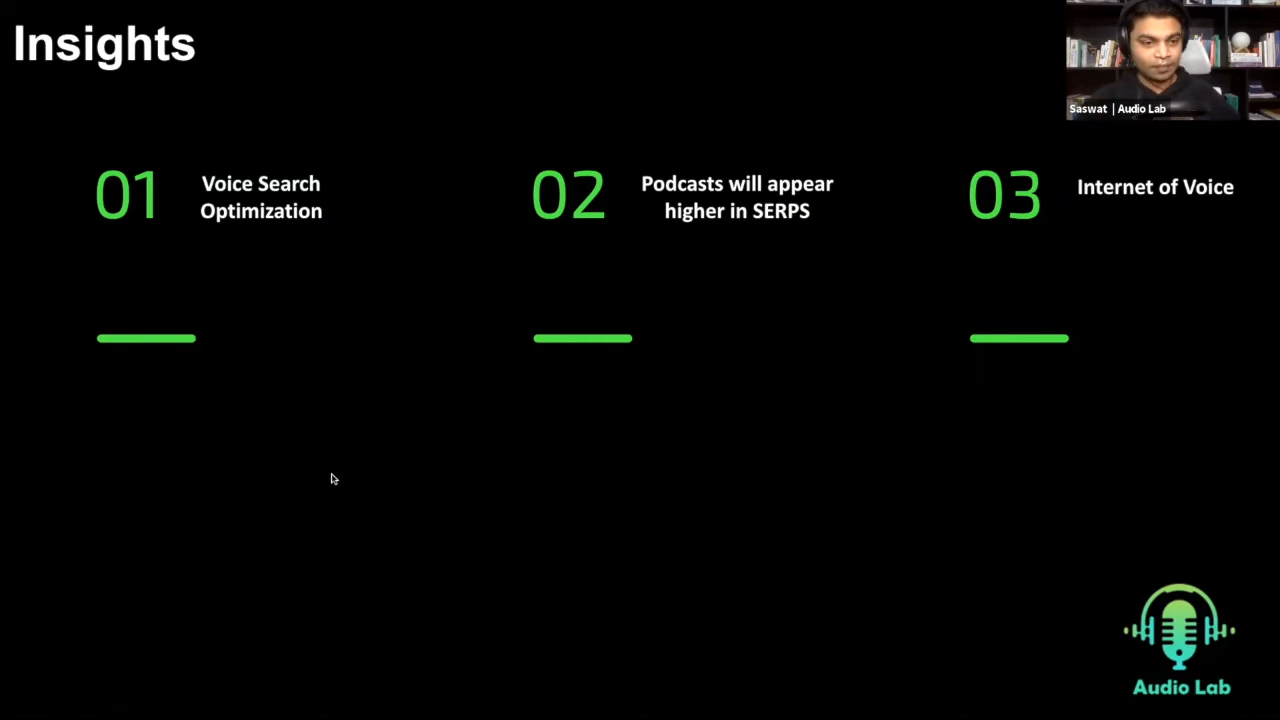 Insights
Saswat | Audio Lab
01
Voice Search
Optimization
02
Podcasts will appear
higher in SERPS
03
Internet of Voice
Audio Lab